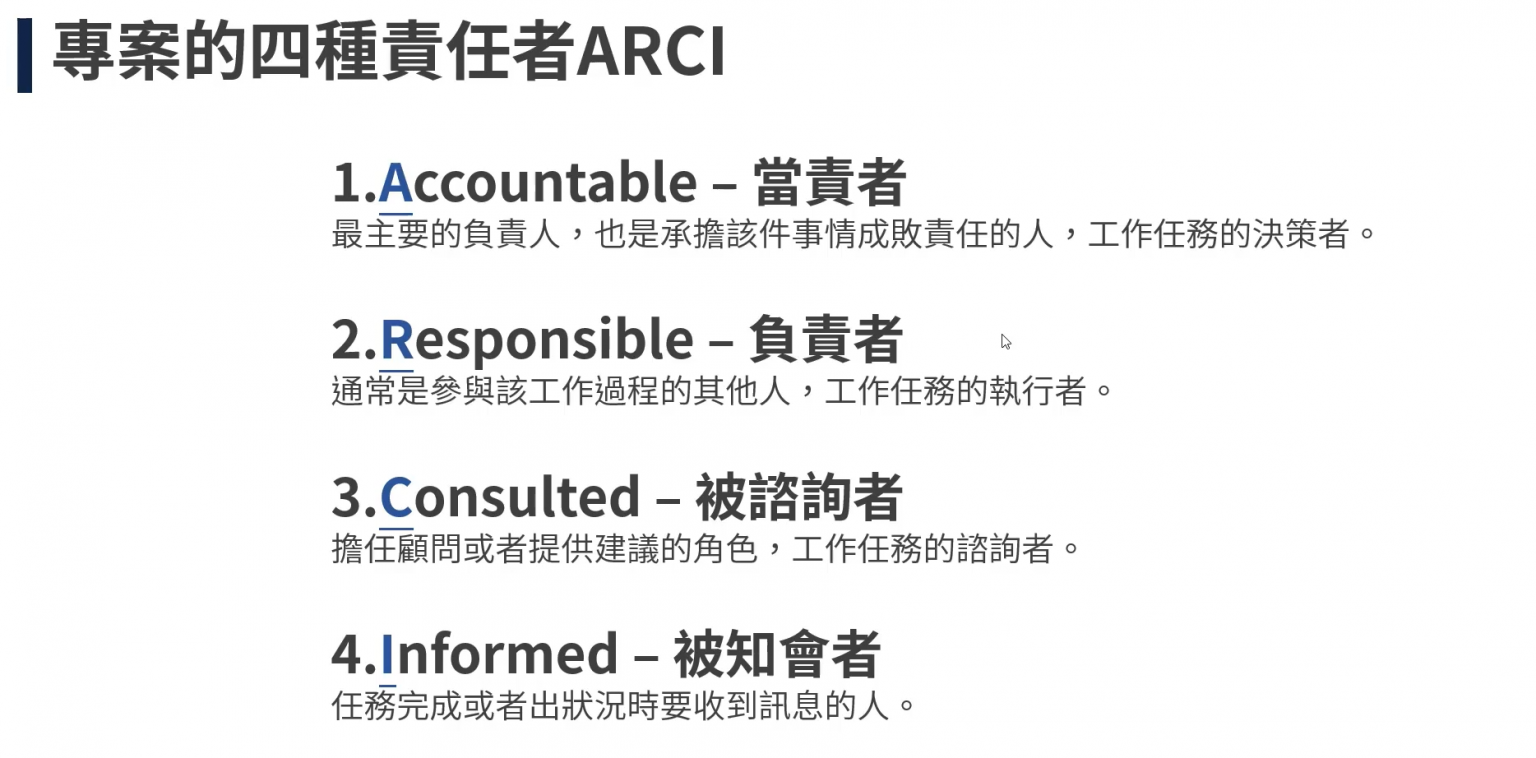 專案的四種責任者ARCI
1.Accountable – 當責者
最主要的負責人，也是承擔該件事情成敗責任的人，工作任務的決策者。
2.Responsible – 負責者
通常是參與該工作過程的其他人，工作任務的執行者。
3.Consulted – 被諮詢者
擔任顧問或者提供建議的角色，工作任務的諮詢者。
4.Informed – 被知會者
任務完成或者出狀況時要收到訊息的人。